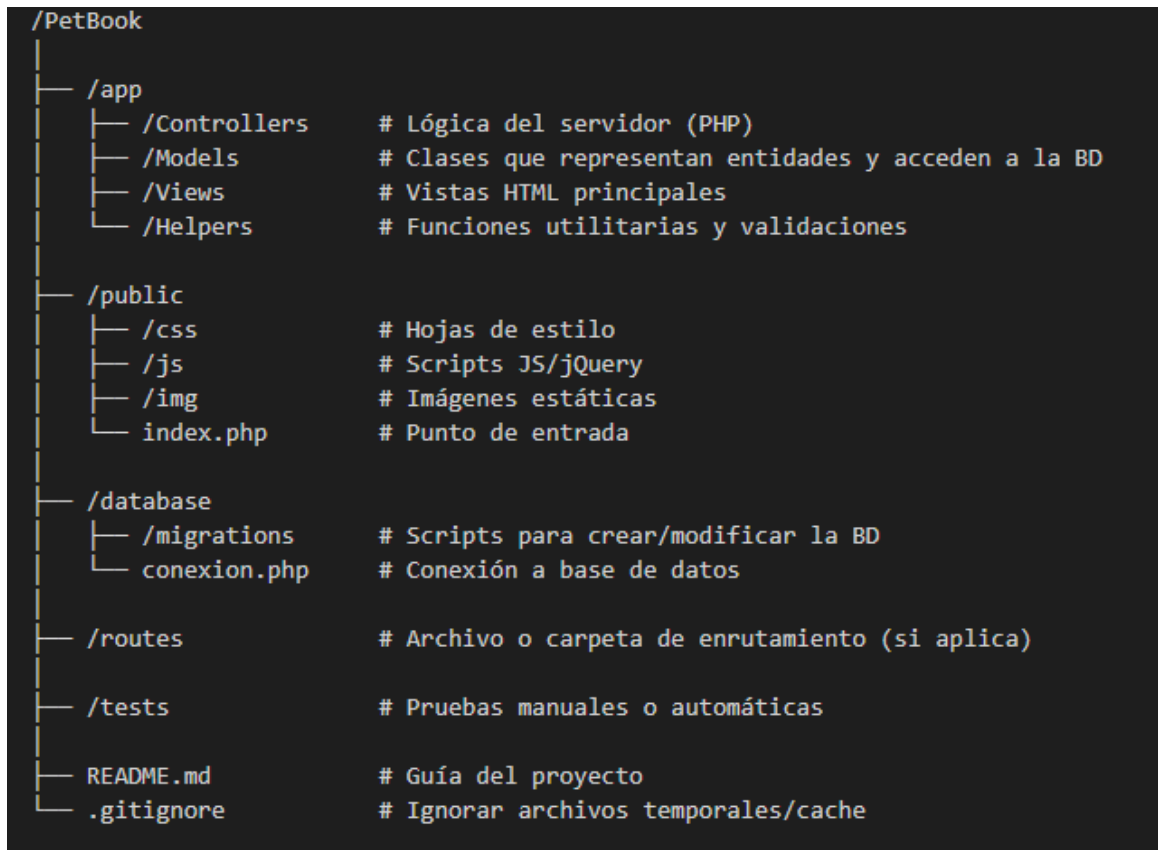 /PetBook
│
├── /app
│   ├── /Controllers     # Lógica del servidor (PHP)
│   ├── /Models          # Clases que representan entidades y acceden a la BD
│   ├── /Views           # Vistas HTML principales
│   └── /Helpers         # Funciones utilitarias y validaciones
│
├── /public
│   ├── /css             # Hojas de estilo
│   ├── /js              # Scripts JS/jQuery
│   ├── /img             # Imágenes estáticas
│   └── index.php        # Punto de entrada
│
├── /database
│   ├── /migrations      # Scripts para crear/modificar la BD
│   └── conexion.php     # Conexión a base de datos
│
├── /routes              # Archivo o carpeta de enrutamiento (si aplica)
│
├── /tests               # Pruebas manuales o automáticas
│
├── README.md            # Guía del proyecto
└── .gitignore           # Ignorar archivos temporales/cache